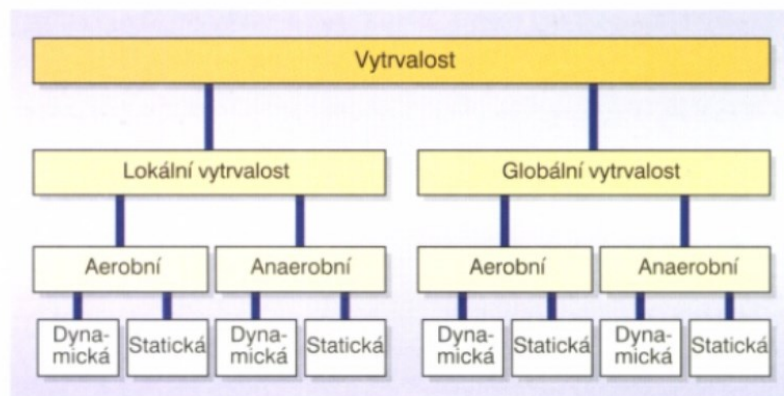 Vytrvalost
Lokální vytrvalost
Globální vytrvalost
Aerobní
Anaerobní
Aerobní
Anaerobní
Dyna-
mická
Statická
Dyna-
mická
Statická
Dyna-
mická
Statická
Dyna-
mická
Statická